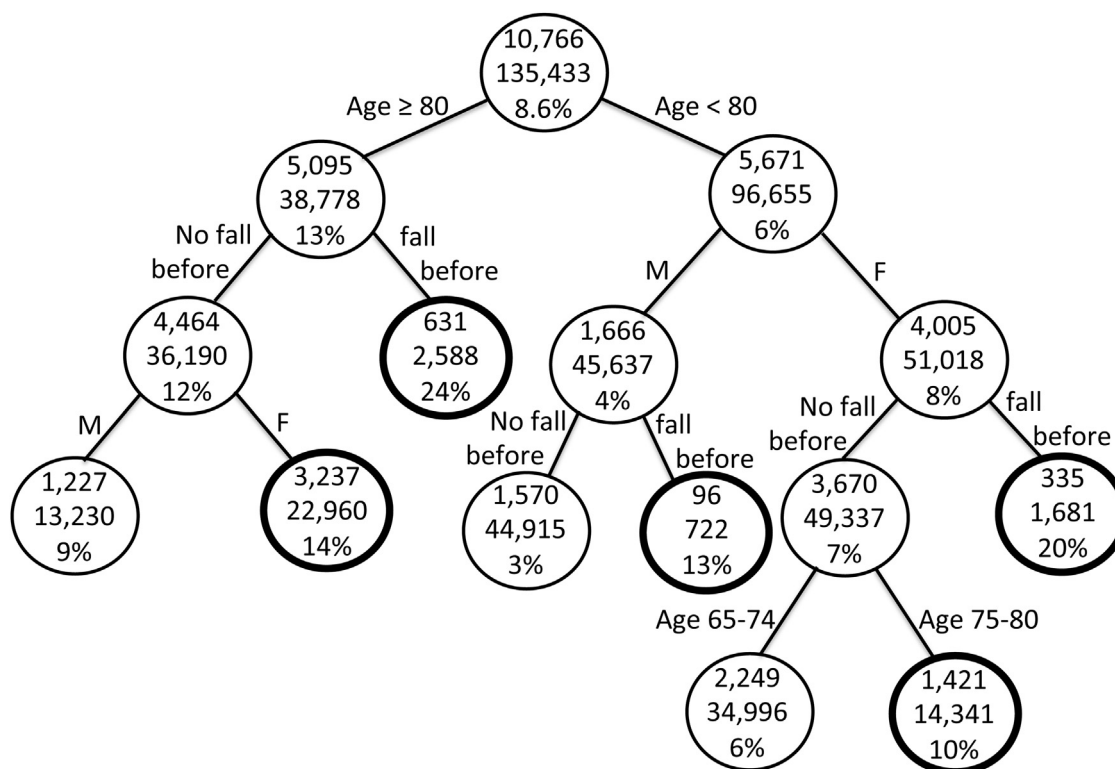 10,766
135,433
8.6%
Age ≥ 80
Age < 80
5,095
38,778
13%
5,671
96,655
6%
No fall
before
fall
before
M
F
4,464
36,190
12%
631
2,588
24%
1,666
45,637
4%
4,005
51,018
8%
M
F
No fall
before
fall
before
No fall
before
fall
before
1,227
13,230
9%
3,237
22,960
14%
1,570
44,915
3%
96
722
13%
3,670
49,337
7%
335
1,681
20%
Age 65-74
Age 75-80
2,249
34,996
6%
1,421
14,341
10%